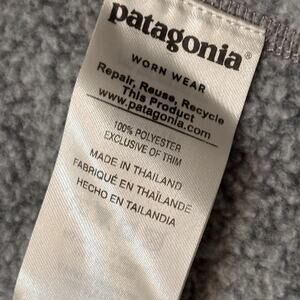 patagonia®
WORN WEAR
Repair, Reuse, Recycle
This Product
www.patagonia.com
100% POLYESTER
EXCLUSIVE OF TRIM
MADE IN THAILAND
FABRIQUÉ EN THAÏLANDE
HECHO EN TAILANDIA